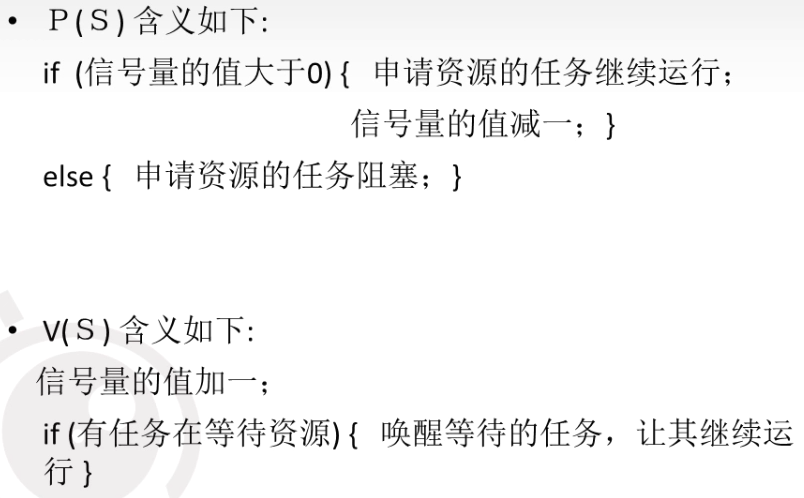 • P(S)含义如下:
if (信号量的值大于0) { 申请资源的任务继续运行；
信号量的值减一；}
else { 申请资源的任务阻塞；}
• V(S)含义如下:
信号量的值加一；
if (有任务在等待资源) { 唤醒等待的任务，让其继续运
行 }